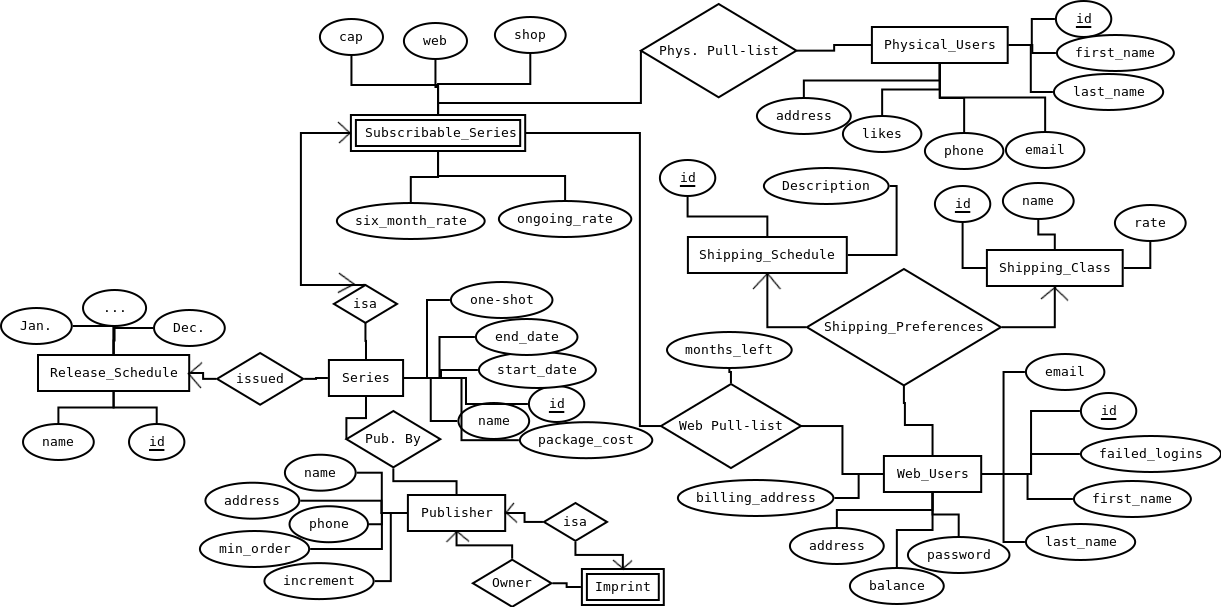 cap
web
shop
Phys. Pull-list
Physical_Users
id
first_name
last_name
address
likes
phone
email
Subscribable_Series
six_month_rate
ongoing_rate
id
Description
Shipping_Schedule
id
name
rate
Shipping_Class
Shipping_Preferences
isa
Jan.
...
Dec.
Release_Schedule
name
id
issued
Series
one-shot
end_date
start_date
id
name
package_cost
Pub. By
months_left
Web Pull-list
email
id
failed_logins
first_name
last_name
Web_Users
billing_address
address
password
balance
name
address
phone
min_order
increment
Publisher
isa
Owner
Imprint